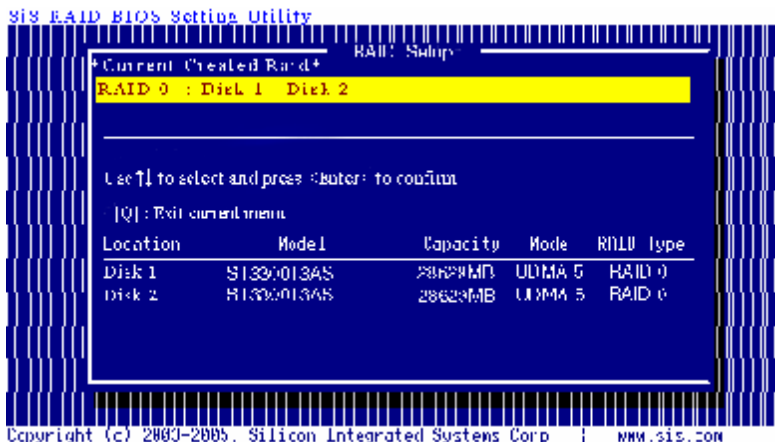 SiS RAID BIOS Setting Utility
RAID Setup
*Current Created Raid*
RAID 0 : Disk 1 Disk 2
Use ↑↓ to select and press <Enter> to confirm
[Q] : Exit current menu
Location Model Capacity Mode RAID Type
Disk 1 ST330013AS 28629MB UDMA 5 RAID 0
Disk 2 ST330013AS 28629MB UDMA 5 RAID 0
Copyright (c) 2003-2005. Silicon Integrated Systems Corp | www.sis.com